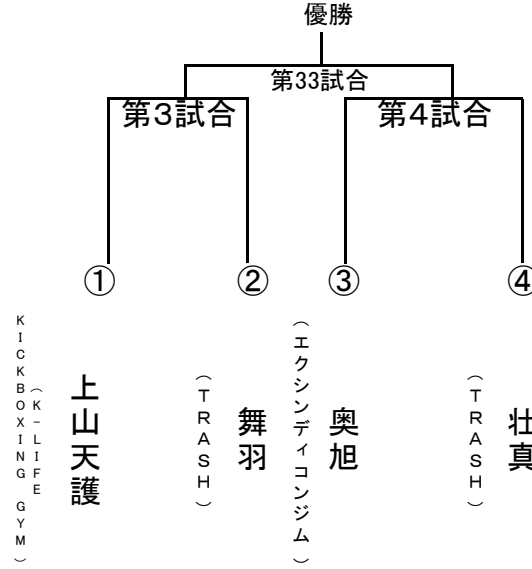 優勝
第33試合
第3試合
第4試合
①
②
③
④
上山天護
(K-LIFE
KICKBOXING GYM)
舞羽
(TRASH)
奥旭
(エクシンディコンジム)
壮真
(TRASH)